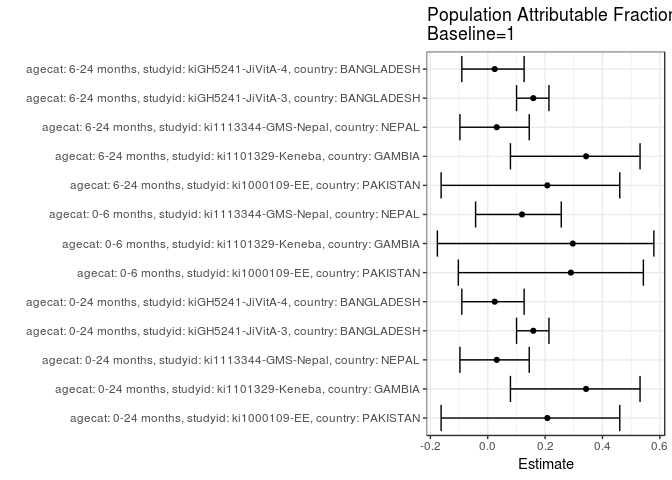 Population Attributable Fraction
Baseline=1
agecat: 6-24 months, studyid: kiGH5241-JiVitA-4, country: BANGLADESH
agecat: 6-24 months, studyid: kiGH5241-JiVitA-3, country: BANGLADESH
agecat: 6-24 months, studyid: ki1113344-GMS-Nepal, country: NEPAL
agecat: 6-24 months, studyid: ki1101329-Keneba, country: GAMBIA
agecat: 6-24 months, studyid: ki1000109-EE, country: PAKISTAN
agecat: 0-6 months, studyid: ki1113344-GMS-Nepal, country: NEPAL
agecat: 0-6 months, studyid: ki1101329-Keneba, country: GAMBIA
agecat: 0-6 months, studyid: ki1000109-EE, country: PAKISTAN
agecat: 0-24 months, studyid: kiGH5241-JiVitA-4, country: BANGLADESH
agecat: 0-24 months, studyid: kiGH5241-JiVitA-3, country: BANGLADESH
agecat: 0-24 months, studyid: ki1113344-GMS-Nepal, country: NEPAL
agecat: 0-24 months, studyid: ki1101329-Keneba, country: GAMBIA
agecat: 0-24 months, studyid: ki1000109-EE, country: PAKISTAN
-0.2 0.0 0.2 0.4 0.6
Estimate